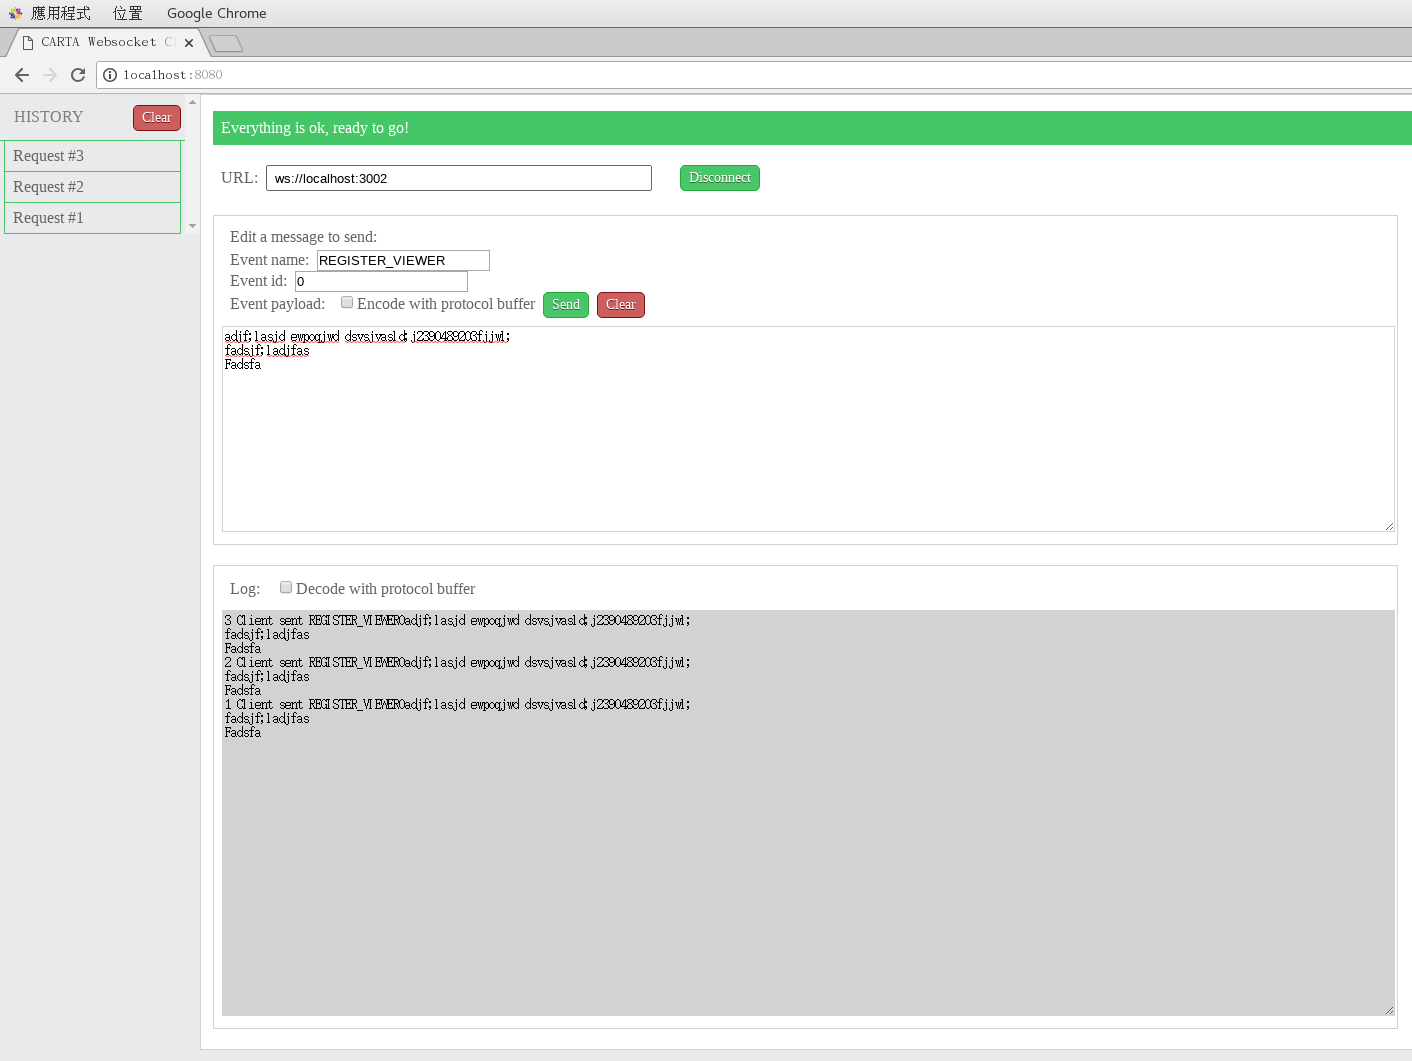 應用程式 位置 Google Chrome
CARTA Websocket
localhost:8080
HISTORY Clear
Request #3
Request #2
Request #1
Everything is ok, ready to go!
URL: ws://localhost:3002 Disconnect
Edit a message to send:
Event name: REGISTER_VIEWER
Event id: 0
Event payload: Encode with protocol buffer Send Clear
adjf;lasjd ewpoqjwd dsvsjvasld;j2390489203fjjwl;
fadsjf;ladjfas
Fadsfa
Log: Decode with protocol buffer
3 Client sent REGISTER_VIEWER0adjf;lasjd ewpoqjwd dsvsjvasld;j2390489203fjjwl;
fadsjf;ladjfas
Fadsfa
2 Client sent REGISTER_VIEWER0adjf;lasjd ewpoqjwd dsvsjvasld;j2390489203fjjwl;
fadsjf;ladjfas
Fadsfa
1 Client sent REGISTER_VIEWER0adjf;lasjd ewpoqjwd dsvsjvasld;j2390489203fjjwl;
fadsjf;ladjfas
Fadsfa